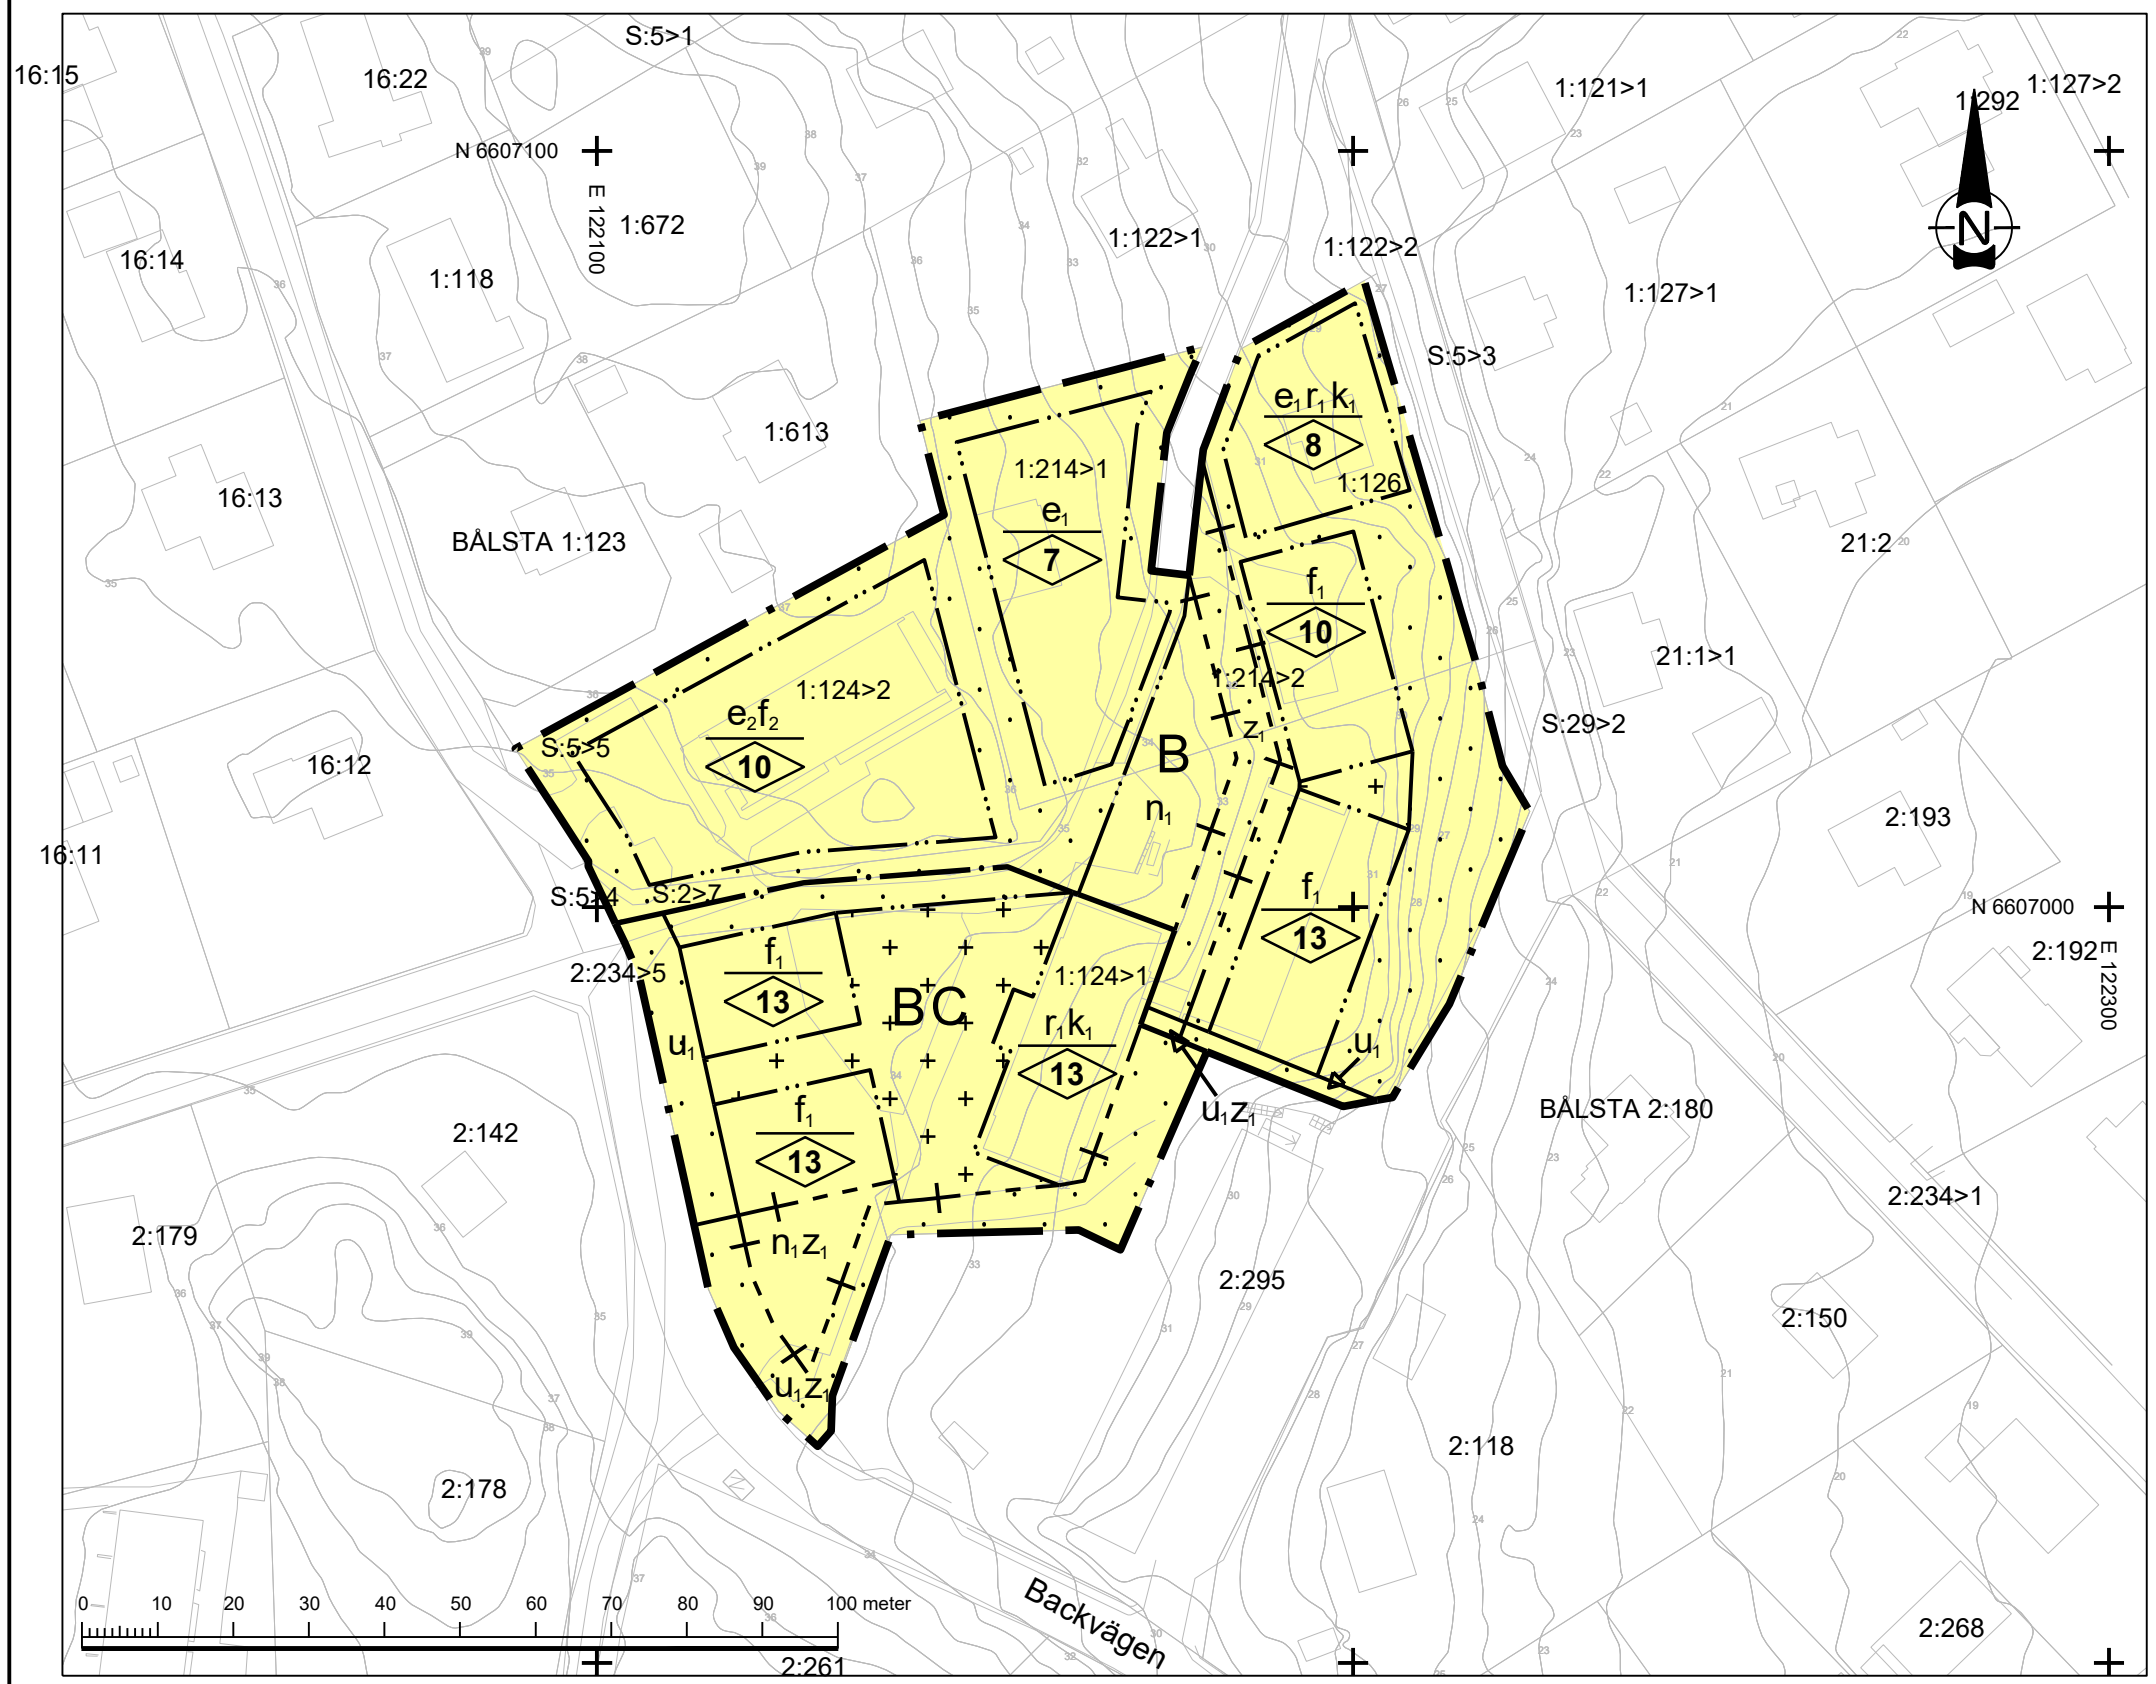 S:5>1
16:15
16:22
1:121>1
1:127>2
1:292
N 6607100
E 122100
1:672
16:14
1:118
1:122>1
1:122>2
N
1:127>1
S:5>3
e₁r₁k₁
8
1:613
1:214>1
1:126
16:13
e₁
7
BÅLSTA 1:123
21:2
f₁
10
21:1>1
1:214>2
1:124>2
e₂f₂
10
S:5>5
z₁
B
S:29>2
16:12
n₁
2:193
16:11
S:5>4
S:2>7
f₁
13
N 6607000
E 122300
2:192
2:234>5
f₁
13
1:124>1
BC
r₁k₁
13
u₁
u₁
u₁z₁
BÅLSTA 2:180
f₁
13
2:142
2:234>1
2:179
n₁z₁
2:295
2:150
u₁z₁
2:118
2:178
0 10 20 30 40 50 60 70 80 90 100 meter
Backvägen
2:268
2:261